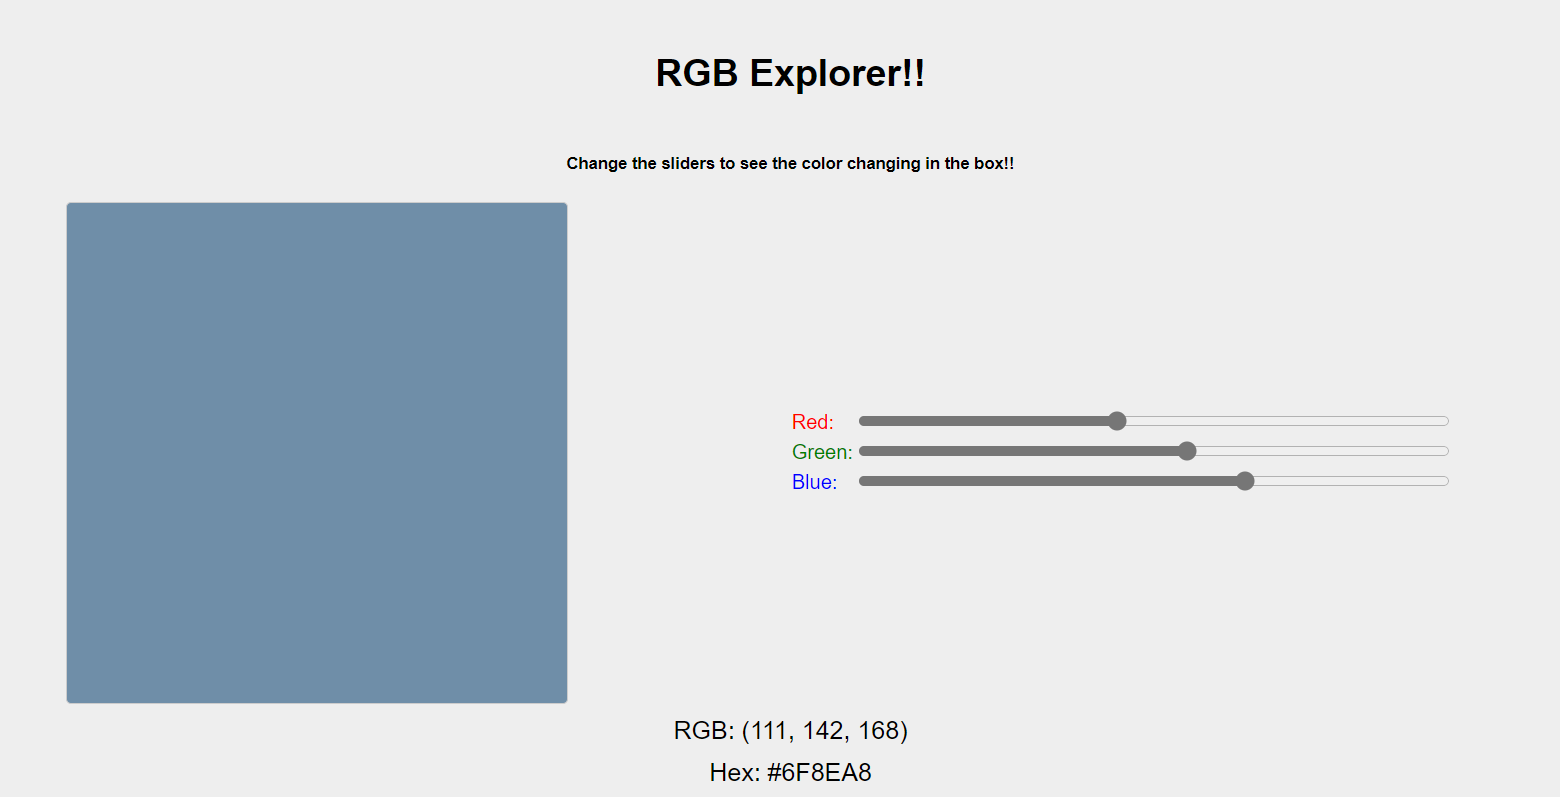 RGB Explorer!!
Change the sliders to see the color changing in the box!!
Red:
Green:
Blue:
RGB: (111, 142, 168)
Hex: #6F8EA8